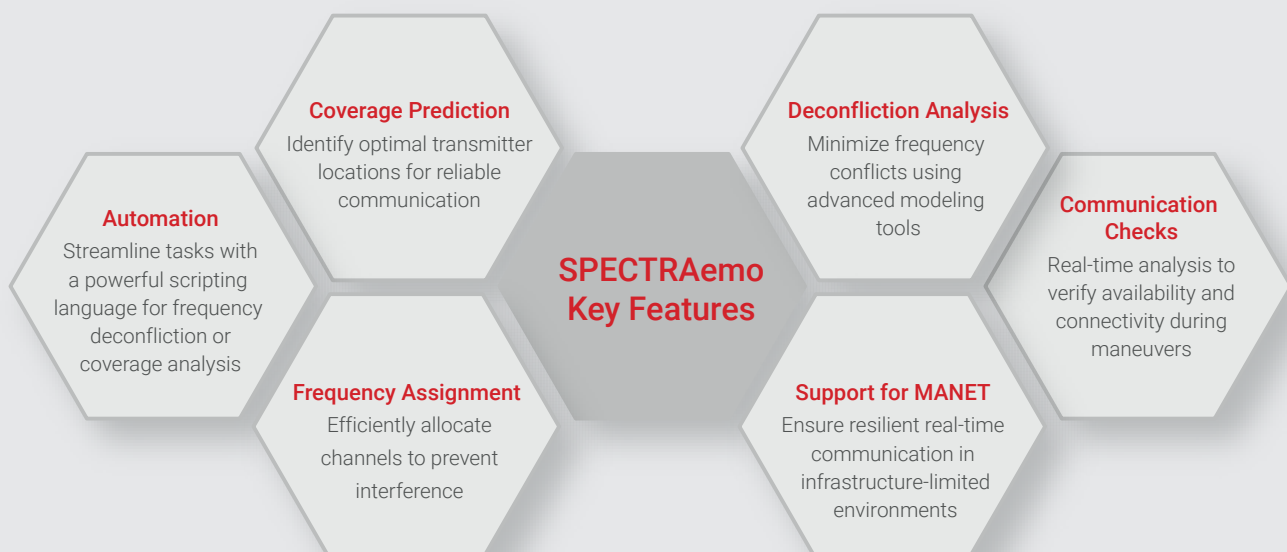 Coverage Prediction
Identify optimal transmitter
locations for reliable
communication
Deconfliction Analysis
Minimize frequency
conflicts using
advanced modeling
tools
Automation
Streamline tasks with
a powerful scripting
language for frequency
deconfliction or
coverage analysis
SPECTRAemo
Key Features
Communication
Checks
Real-time analysis to
verify availability and
connectivity during
maneuvers
Frequency Assignment
Efficiently allocate
channels to prevent
interference
Support for MANET
Ensure resilient real-time
communication in
infrastructure-limited
environments